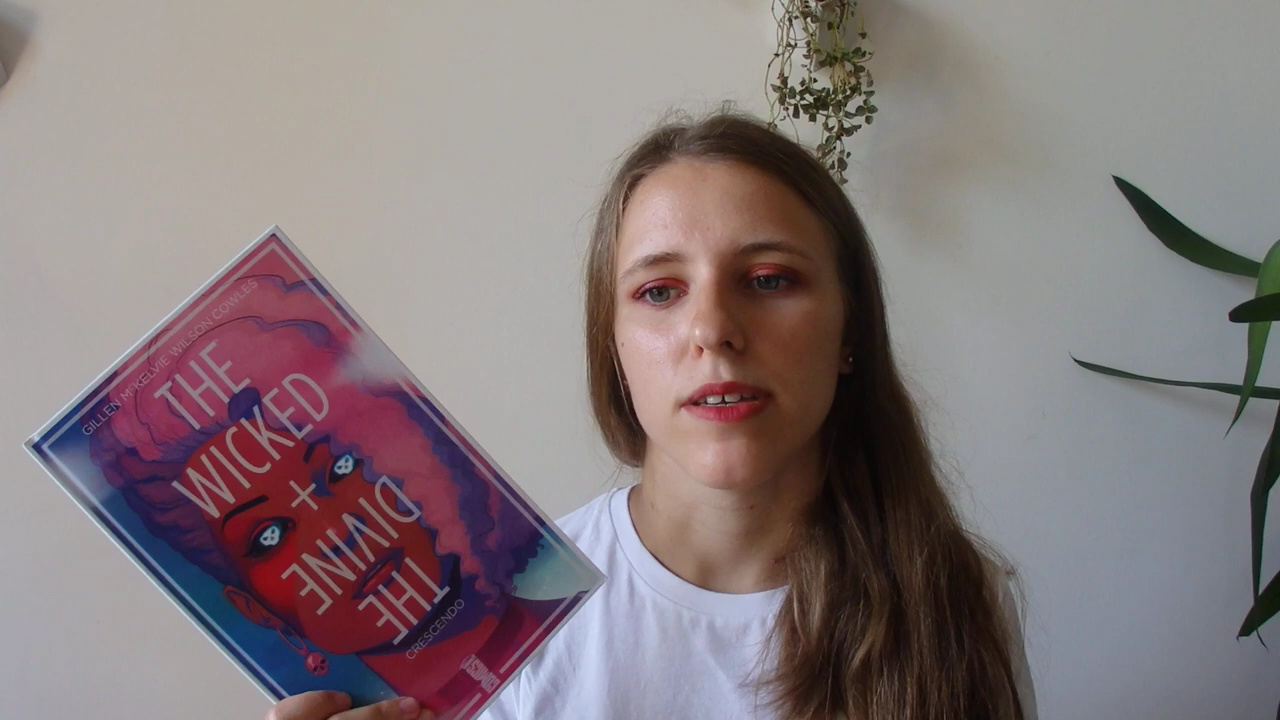 GILLEN McKELVIE WILSON COWLES
THE
WICKED
+
DIVINE
THE
CRESCENDO